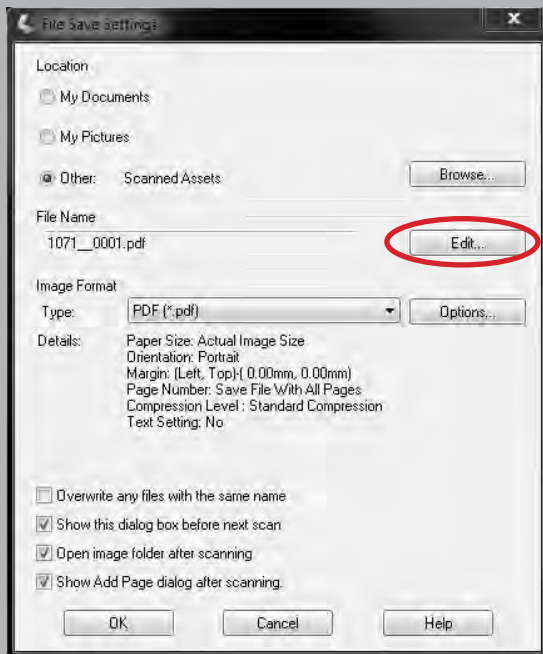 File Save Settings
x
Location
My Documents
My Pictures
Other: Scanned Assets Browse...
File Name
1071__0001.pdf Edit...
Image Format
Type: PDF (*.pdf) Options...
Details: Paper Size: Actual Image Size
Orientation: Portrait
Margin: (Left, Top)-( 0.00mm, 0.00mm)
Page Number: Save File With All Pages
Compression Level : Standard Compression
Text Setting: No
Overwrite any files with the same name
Show this dialog box before next scan
Open image folder after scanning
Show Add Page dialog after scanning.
OK Cancel Help